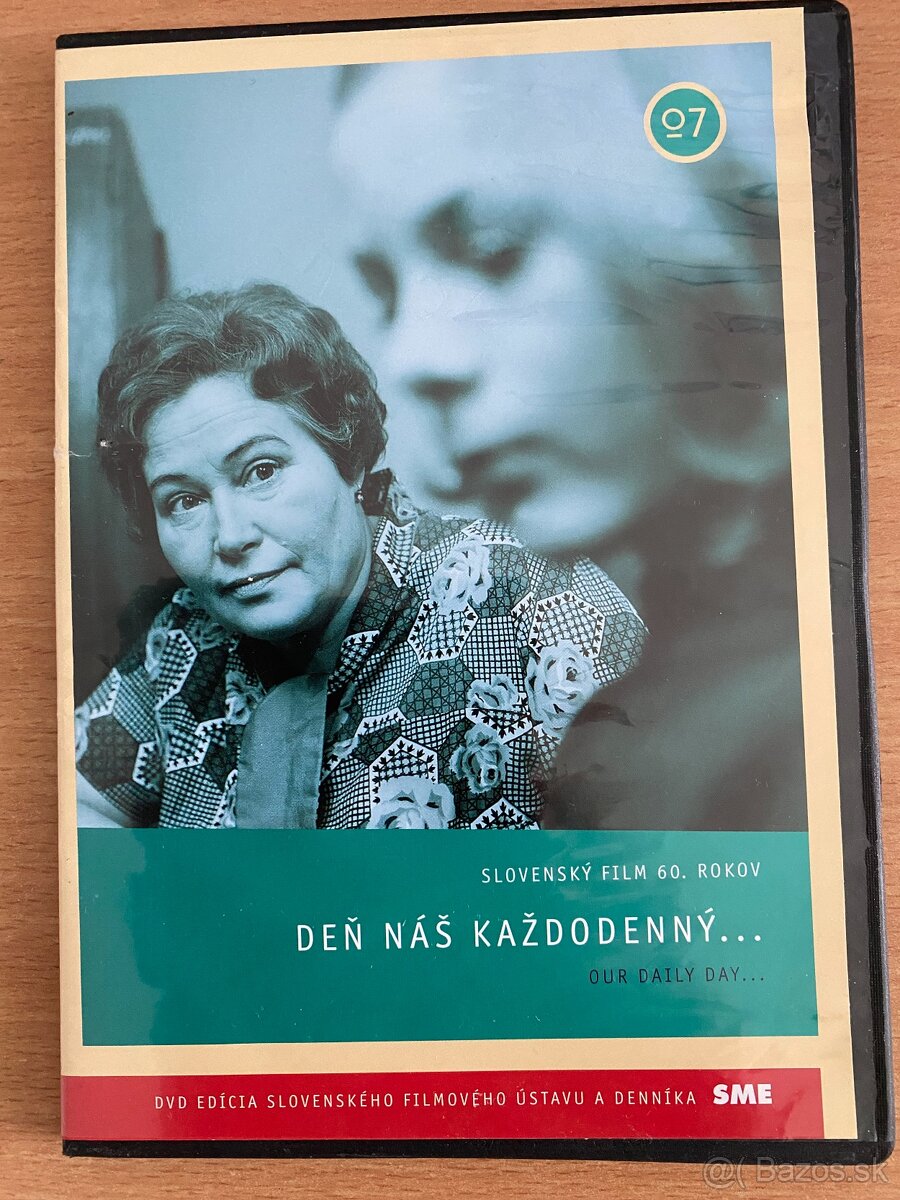 07
SLOVENSKÝ FILM 60. ROKOV
DEŇ NÁŠ KAŽDODENNÝ...
OUR DAILY DAY...
DVD EDÍCIA SLOVENSKÉHO FILMOVÉHO ÚSTAVU A DENNÍKA SME
@( Bazos.sk